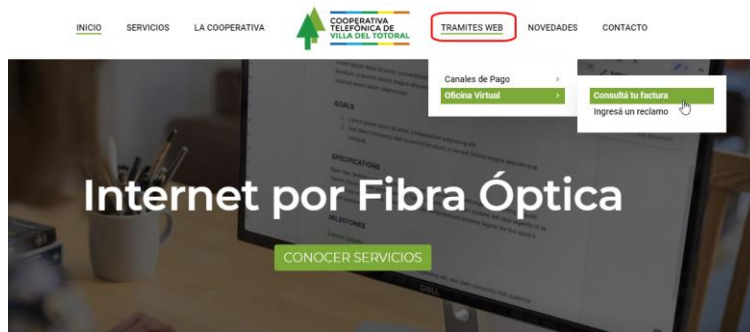 INICIO SERVICIOS LA COOPERATIVA
COOPERATIVA
TELEFÓNICA DE
VILLA DEL TOTORAL
TRAMITES WEB NOVEDADES CONTACTO
Canales de Pago
Oficina Virtual
Consultá tu factura
Ingresá un reclamo
GOALS
SPECIFICATIONS
MILESTONES
Internet por Fibra Óptica
CONOCER SERVICIOS
DELL